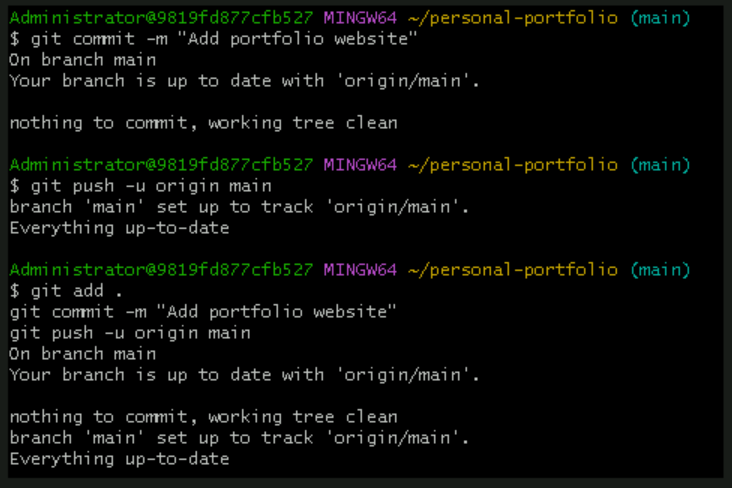 Administrator@9819fd877cfb527 MINGW64 ~/personal-portfolio (main)
$ git commit -m "Add portfolio website"
On branch main
Your branch is up to date with 'origin/main'.
nothing to commit, working tree clean
Administrator@9819fd877cfb527 MINGW64 ~/personal-portfolio (main)
$ git push -u origin main
branch 'main' set up to track 'origin/main'.
Everything up-to-date
Administrator@9819fd877cfb527 MINGW64 ~/personal-portfolio (main)
$ git add .
git commit -m "Add portfolio website"
git push -u origin main
On branch main
Your branch is up to date with 'origin/main'.
nothing to commit, working tree clean
branch 'main' set up to track 'origin/main'.
Everything up-to-date